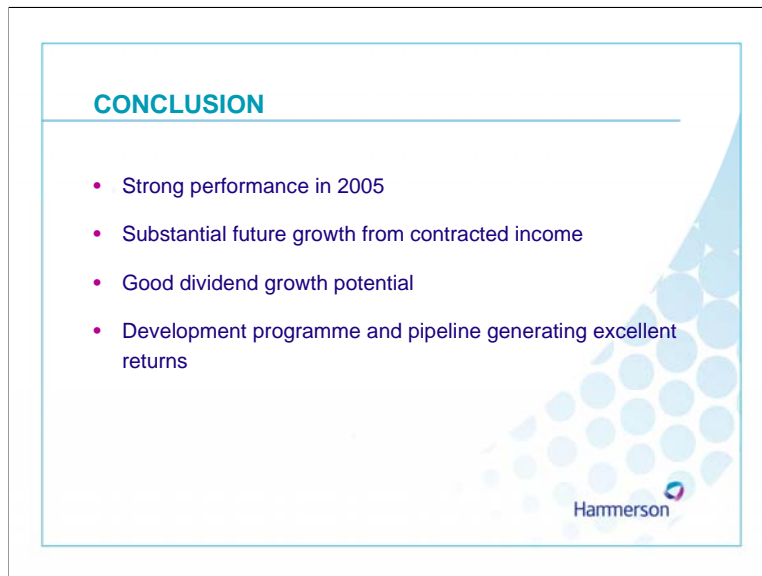 CONCLUSION
• Strong performance in 2005
• Substantial future growth from contracted income
• Good dividend growth potential
• Development programme and pipeline generating excellent
returns
Hammerson